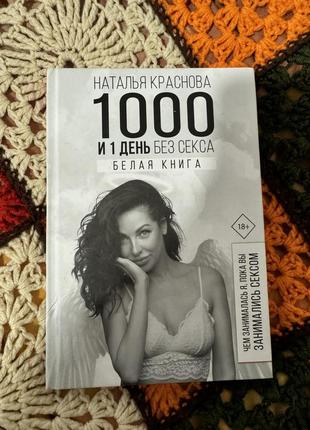 НАТАЛЬЯ КРАСНОВА
1000
И 1 ДЕНЬ БЕЗ СЕКСА
БЕЛАЯ КНИГА
18+
ЧЕМ ЗАНИМАЛАСЬ Я, ПОКА ВЫ
ЗАНИМАЛИСЬ СЕКСОМ